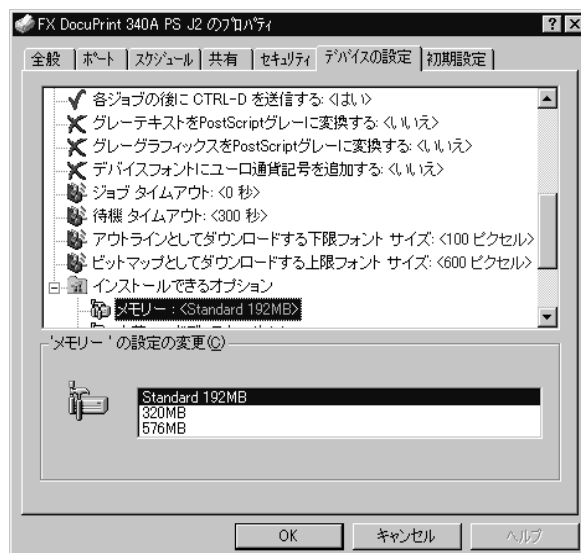 FX DocuPrint 340A PS J2 のプロパティ
全般 ポート スケジュール 共有 セキュリティ デバイスの設定 初期設定
各ジョブの後に CTRL-D を送信する: <はい>
グレーテキストをPostScriptグレーに変換する: <いいえ>
グレーグラフィックスをPostScriptグレーに変換する: <いいえ>
デバイスフォントにユーロ通貨記号を追加する: <いいえ>
ジョブ タイムアウト: <0 秒>
待機 タイムアウト: <300 秒>
アウトラインとしてダウンロードする下限フォント サイズ: <100 ピクセル>
ビットマップとしてダウンロードする上限フォント サイズ: <600 ピクセル>
インストールできるオプション
メモリー : <Standard 192MB>
'メモリー ' の設定の変更(C)
Standard 192MB
320MB
576MB
OK キャンセル ヘルプ